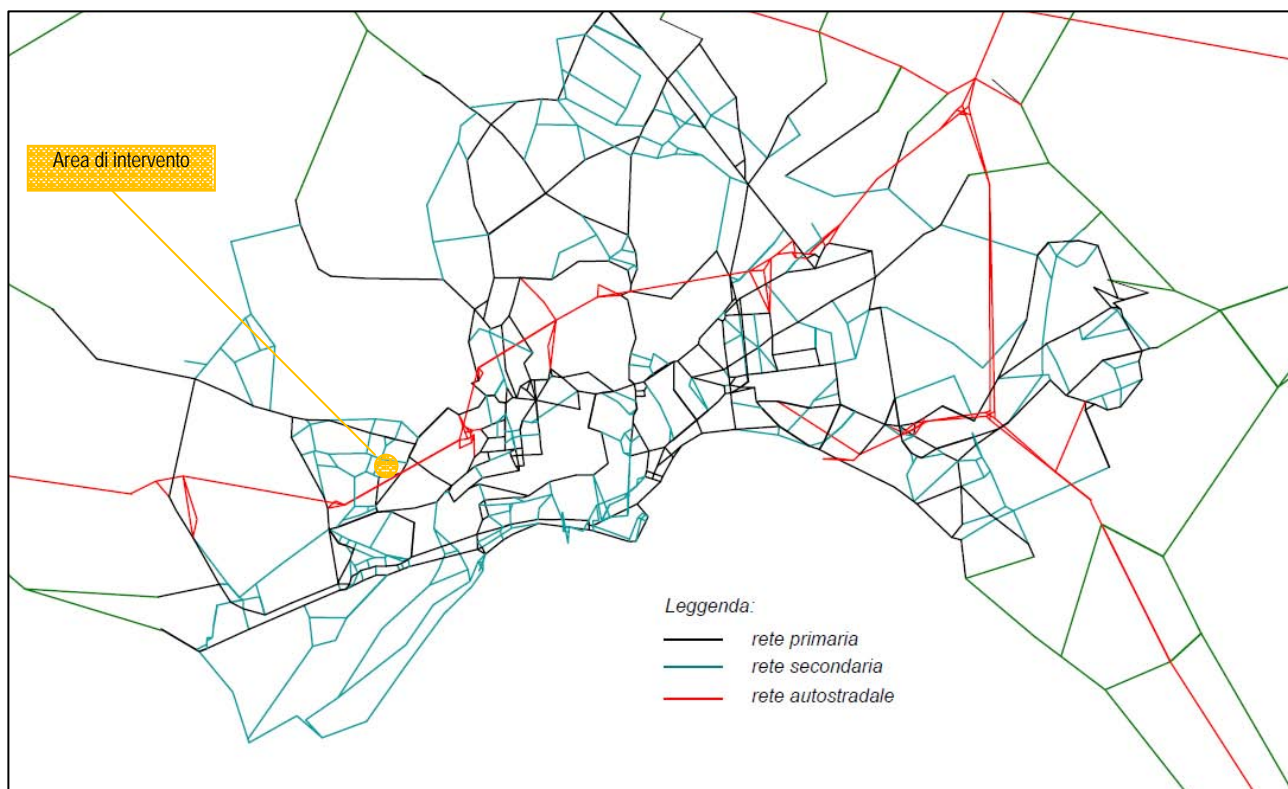 Area di intervento
Leggenda:
rete primaria
rete secondaria
rete autostradale